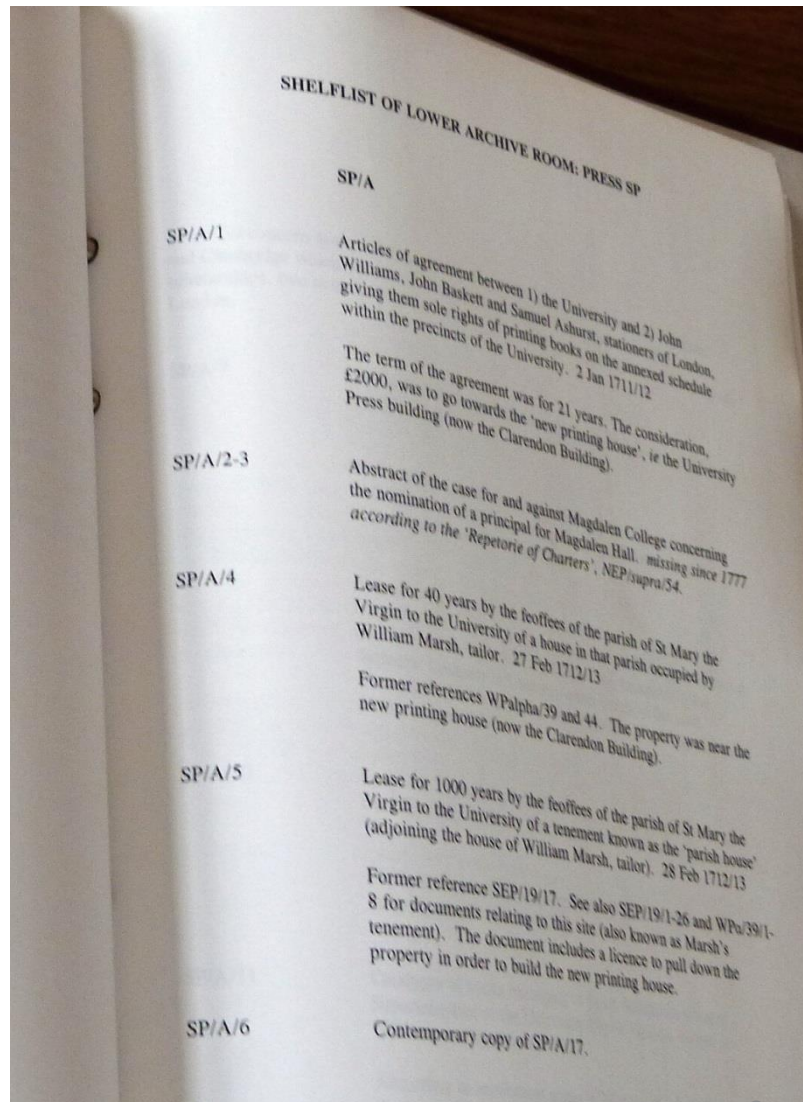 SHELFLIST OF LOWER ARCHIVE ROOM: PRESS SP
SP/A
SP/A/1
Articles of agreement between 1) the University and 2) John
Williams, John Baskett and Samuel Ashurst, stationers of London,
giving them sole rights of printing books on the annexed schedule
within the precincts of the University. 2 Jan 1711/12
The term of the agreement was for 21 years. The consideration,
£2000, was to go towards the 'new printing house', ie the University
Press building (now the Clarendon Building).
SP/A/2-3
Abstract of the case for and against Magdalen College concerning
the nomination of a principal for Magdalen Hall. missing since 1777
according to the 'Repetorie of Charters', NEP/supra/54.
SP/A/4
Lease for 40 years by the feoffees of the parish of St Mary the
Virgin to the University of a house in that parish occupied by
William Marsh, tailor. 27 Feb 1712/13
Former references WPalpha/39 and 44. The property was near the
new printing house (now the Clarendon Building).
SP/A/5
Lease for 1000 years by the feoffees of the parish of St Mary the
Virgin to the University of a tenement known as the 'parish house'
(adjoining the house of William Marsh, tailor). 28 Feb 1712/13
Former reference SEP/19/17. See also SEP/19/1-26 and WPα/39/1-
8 for documents relating to this site (also known as Marsh's
tenement). The document includes a licence to pull down the
property in order to build the new printing house.
SP/A/6
Contemporary copy of SP/A/17.